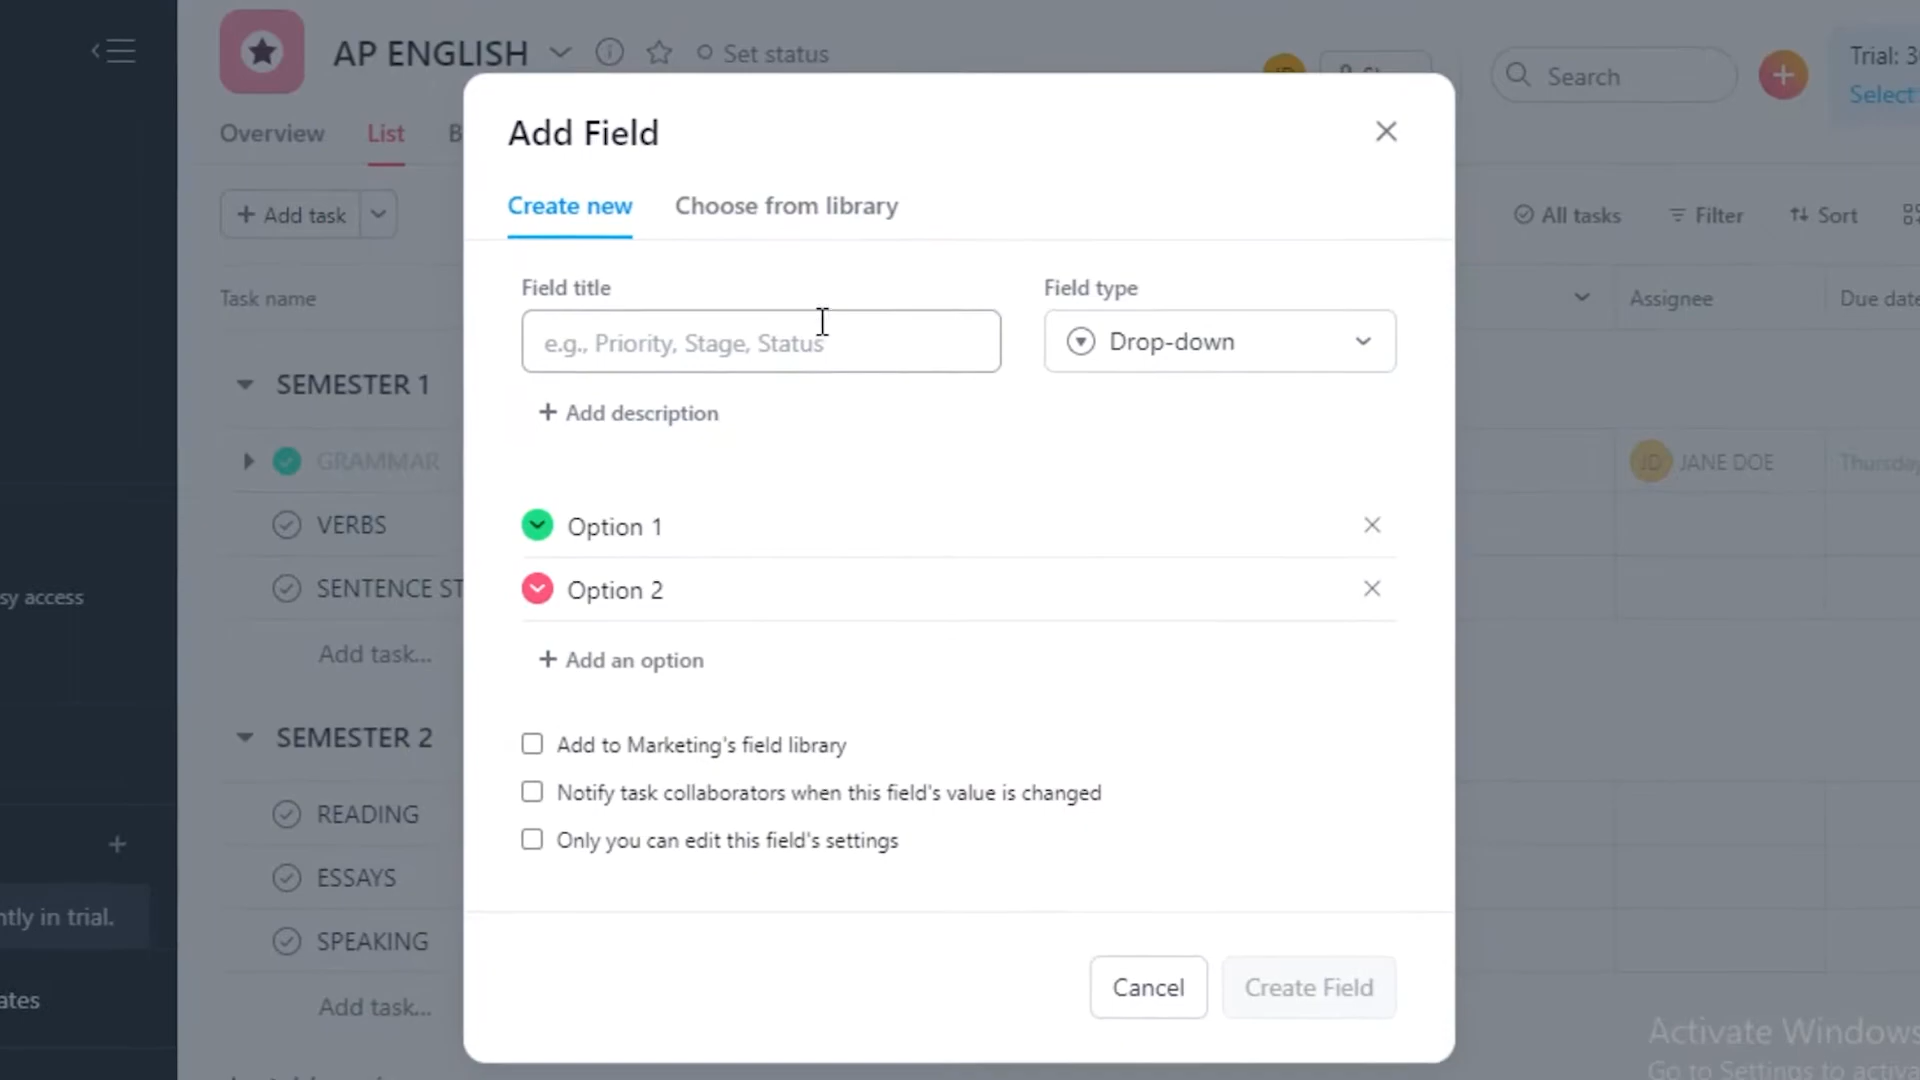 AP ENGLISH
Set status
Search
Trial: 3
Select
Overview
List
B
Add Field
Create new
Choose from library
+ Add task
All tasks
Filter
Sort
Task name
Assignee
Due date
Field title
Field type
e.g., Priority, Stage, Status
Drop-down
+ Add description
SEMESTER 1
GRAMMAR
JD
JANE DOE
Thursday
VERBS
Option 1
SENTENCE ST
Option 2
sy access
Add task...
+ Add an option
SEMESTER 2
Add to Marketing's field library
Notify task collaborators when this field's value is changed
READING
Only you can edit this field's settings
ESSAYS
ntly in trial.
SPEAKING
Cancel
Create Field
ates
Add task...
Activate Windows
Go to Settings to activa